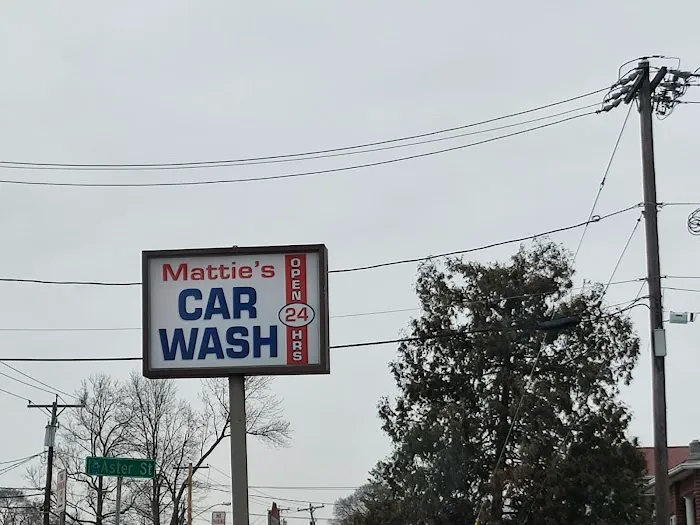 Mattie's
CAR
WASH
OPEN
24
HRS
Aster St